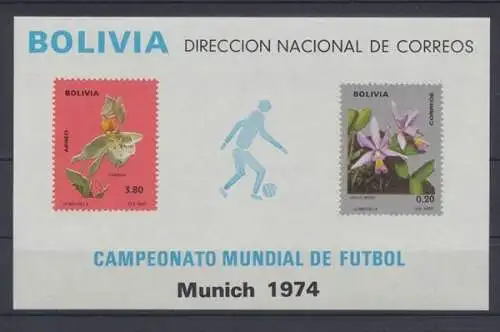 BOLIVIA DIRECCION NACIONAL DE CORREOS
BOLIVIA
AEREO
3.80
BOLIVIA
CORREOS
0.20
CAMPEONATO MUNDIAL DE FUTBOL
Munich 1974